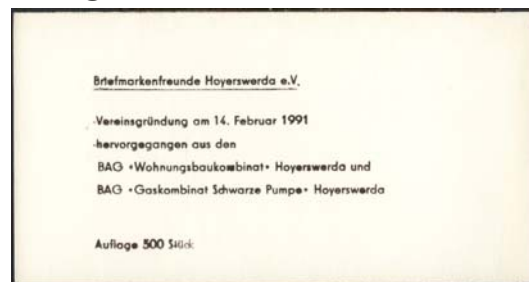 Briefmarkenfreunde Hoyerswerda e.V.
-Vereinsgründung am 14. Februar 1991
-hervorgegangen aus den
BAG •Wohnungsbaukombinat• Hoyerswerda und
BAG •Gaskombinat Schwarze Pumpe• Hoyerswerda
Auflage 500 Stück